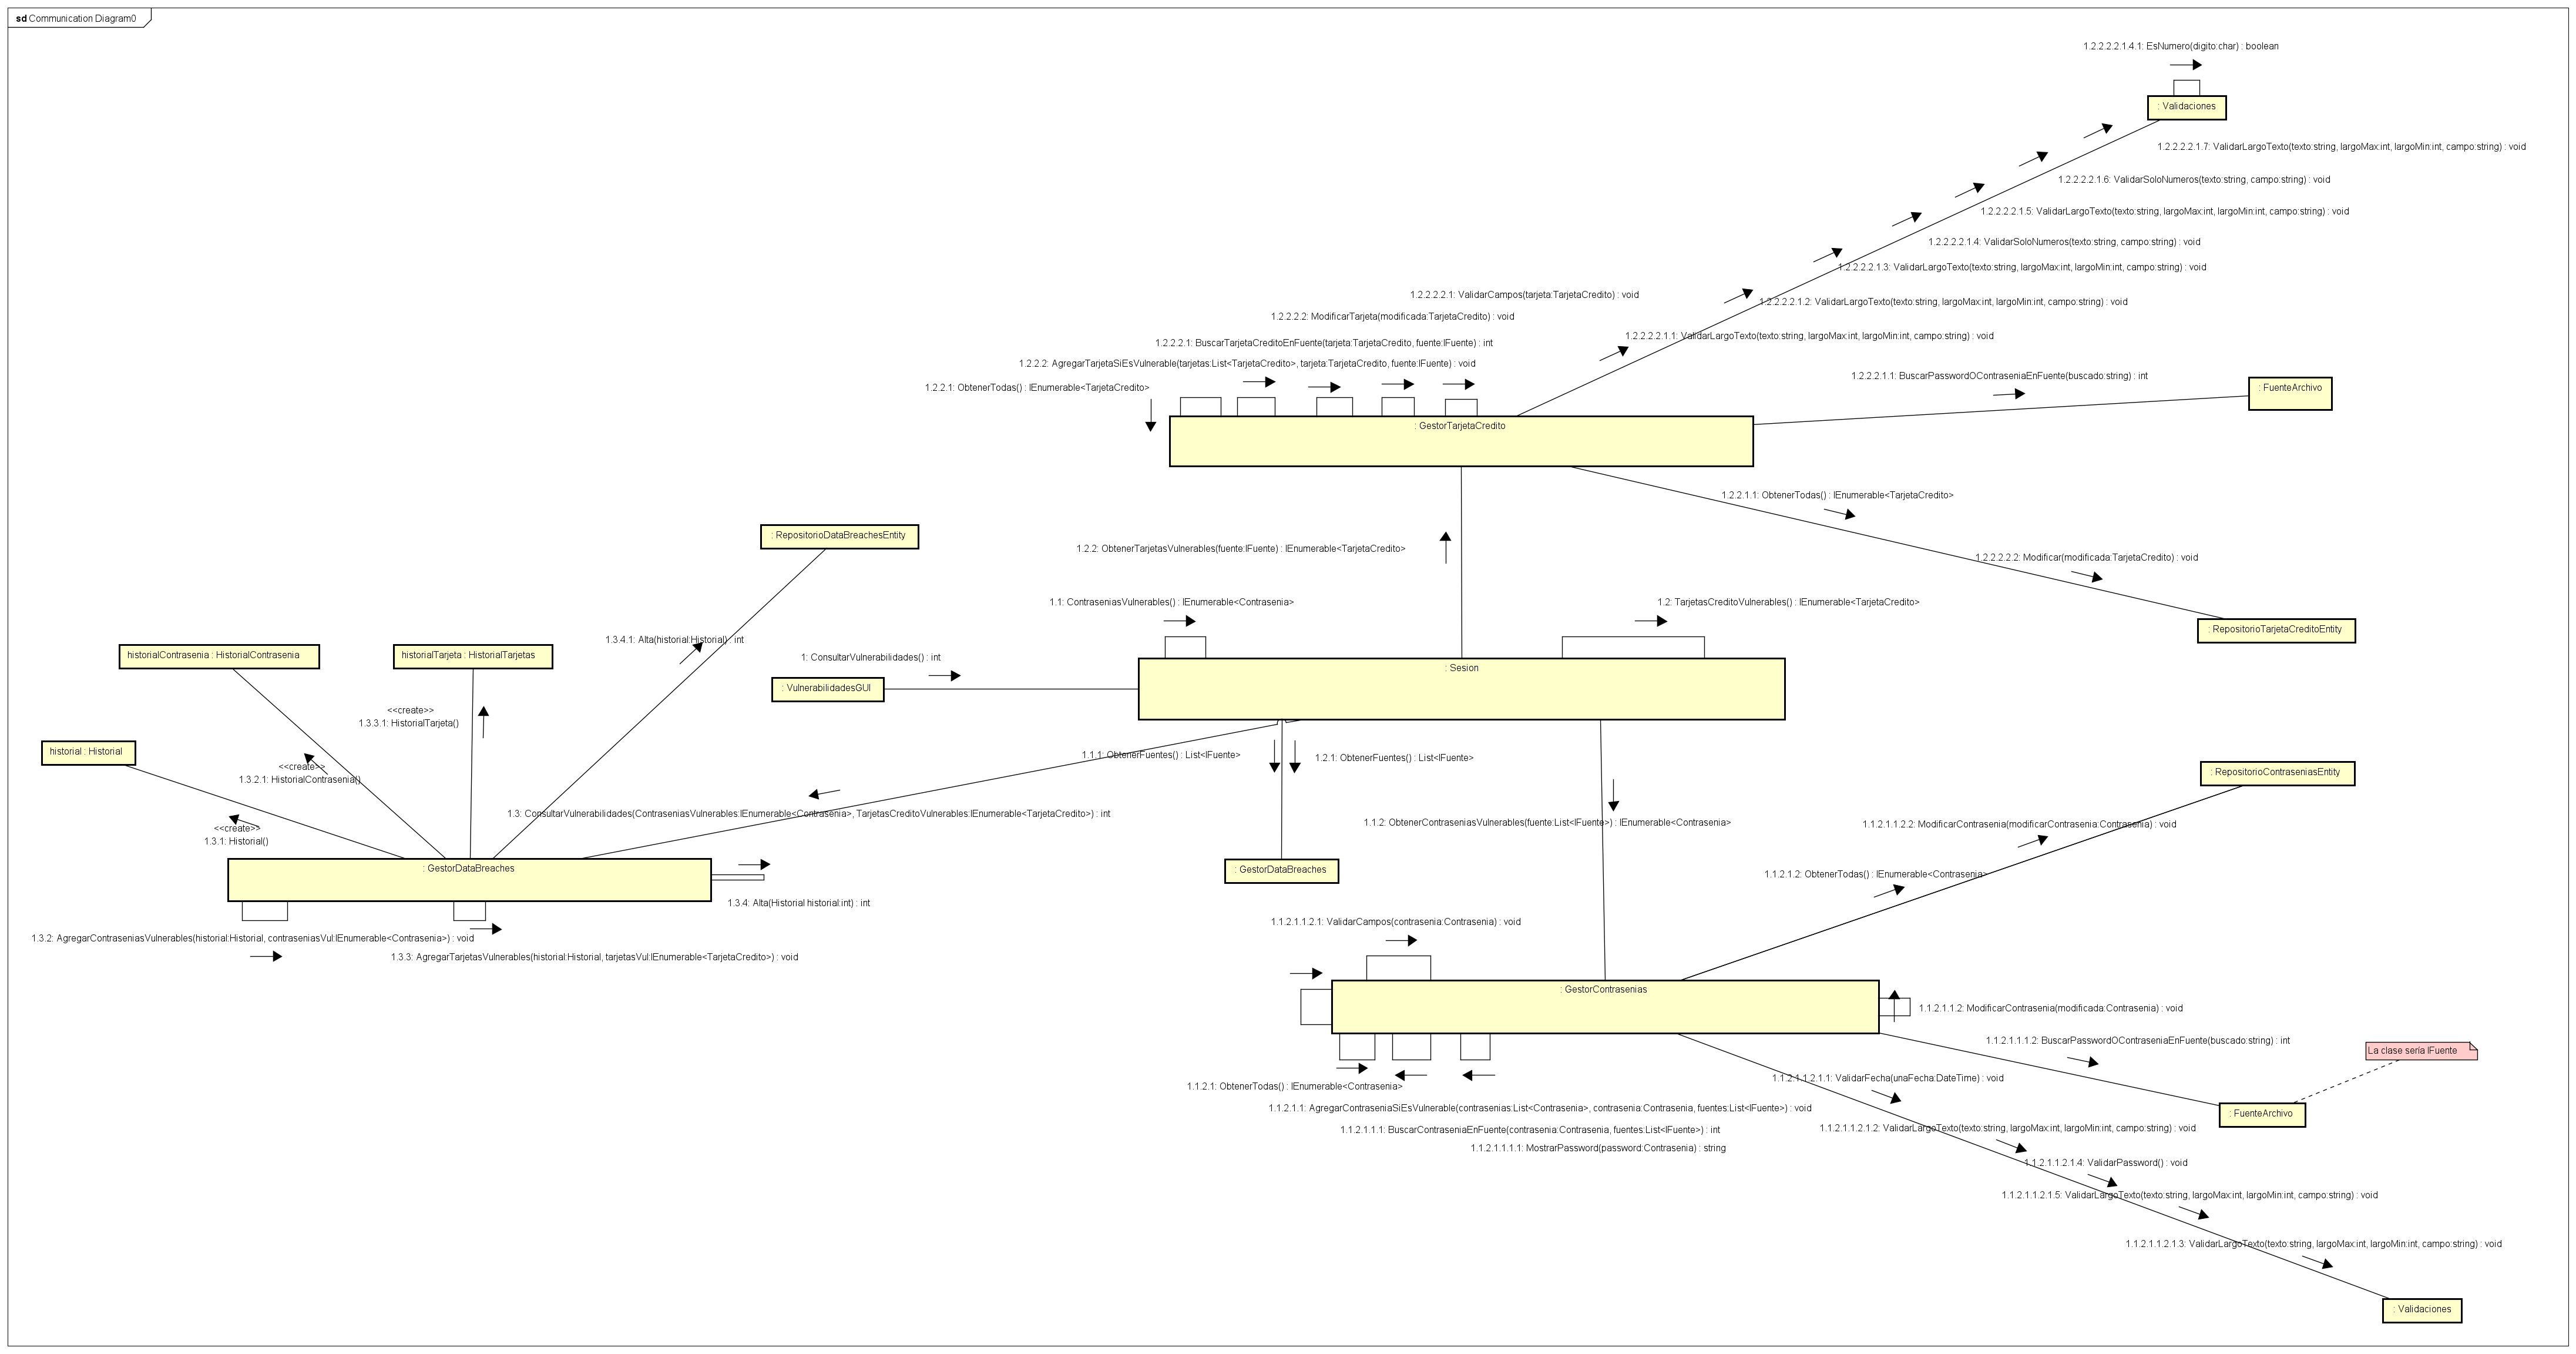 sd Communication Diagram0
1.2.2.2.2.1.4.1: EsNumero(digito:char) : boolean
: Validaciones
1.2.2.2.2.1.7: ValidarLargoTexto(texto:string, largoMax:int, largoMin:int, campo:string) : void
1.2.2.2.2.1.6: ValidarSoloNumeros(texto:string, campo:string) : void
1.2.2.2.2.1.5: ValidarLargoTexto(texto:string, largoMax:int, largoMin:int, campo:string) : void
1.2.2.2.2.1.4: ValidarSoloNumeros(texto:string, campo:string) : void
1.2.2.2.2.1.3: ValidarLargoTexto(texto:string, largoMax:int, largoMin:int, campo:string) : void
1.2.2.2.2.1: ValidarCampos(tarjeta:TarjetaCredito) : void
1.2.2.2.2.1.2: ValidarLargoTexto(texto:string, largoMax:int, largoMin:int, campo:string) : void
1.2.2.2.2: ModificarTarjeta(modificada:TarjetaCredito) : void
1.2.2.2.2.1.1: ValidarLargoTexto(texto:string, largoMax:int, largoMin:int, campo:string) : void
1.2.2.2.1: BuscarTarjetaCreditoEnFuente(tarjeta:TarjetaCredito, fuente:IFuente) : int
1.2.2.2: AgregarTarjetaSiEsVulnerable(tarjetas:List<TarjetaCredito>, tarjeta:TarjetaCredito, fuente:IFuente) : void
1.2.2.2.1.1: BuscarPasswordOContraseniaEnFuente(buscado:string) : int
1.2.2.1: ObtenerTodas() : IEnumerable<TarjetaCredito>
: FuenteArchivo
: GestorTarjetaCredito
1.2.2.1.1: ObtenerTodas() : IEnumerable<TarjetaCredito>
: RepositorioDataBreachesEntity
1.2.2: ObtenerTarjetasVulnerables(fuente:IFuente) : IEnumerable<TarjetaCredito>
1.2.2.2.2.2: Modificar(modificada:TarjetaCredito) : void
1.1: ContraseniasVulnerables() : IEnumerable<Contrasenia>
1.2: TarjetasCreditoVulnerables() : IEnumerable<TarjetaCredito>
: RepositorioTarjetaCreditoEntity
1.3.4.1: Alta(historial:Historial) : int
historialContrasenia : HistorialContrasenia
historialTarjeta : HistorialTarjetas
1: ConsultarVulnerabilidades() : int
: Sesion
: VulnerabilidadesGUI
<<create>>
1.3.3.1: HistorialTarjeta()
historial : Historial
1.1.1: ObtenerFuentes() : List<IFuente>
1.2.1: ObtenerFuentes() : List<IFuente>
<<create>>
1.3.2.1: HistorialContrasenia()
: RepositorioContraseniasEntity
1.3: ConsultarVulnerabilidades(ContraseniasVulnerables:IEnumerable<Contrasenia>, TarjetasCreditoVulnerables:IEnumerable<TarjetaCredito>) : int
1.1.2: ObtenerContraseniasVulnerables(fuente:List<IFuente>) : IEnumerable<Contrasenia>
1.1.2.1.1.2.2: ModificarContrasenia(modificarContrasenia:Contrasenia) : void
<<create>>
1.3.1: Historial()
: GestorDataBreaches
: GestorDataBreaches
1.1.2.1.2: ObtenerTodas() : IEnumerable<Contrasenia>
1.3.4: Alta(Historial historial:int) : int
1.1.2.1.1.2.1: ValidarCampos(contrasenia:Contrasenia) : void
1.3.2: AgregarContraseniasVulnerables(historial:Historial, contraseniasVul:IEnumerable<Contrasenia>) : void
1.3.3: AgregarTarjetasVulnerables(historial:Historial, tarjetasVul:IEnumerable<TarjetaCredito>) : void
: GestorContrasenias
1.1.2.1.1.2: ModificarContrasenia(modificada:Contrasenia) : void
1.1.2.1.1.1.2: BuscarPasswordOContraseniaEnFuente(buscado:string) : int
La clase sería IFuente
1.1.2.1.1.2.1.1: ValidarFecha(unaFecha:DateTime) : void
1.1.2.1: ObtenerTodas() : IEnumerable<Contrasenia>
1.1.2.1.1: AgregarContraseniaSiEsVulnerable(contrasenias:List<Contrasenia>, contrasenia:Contrasenia, fuentes:List<IFuente>) : void
: FuenteArchivo
1.1.2.1.1.1: BuscarContraseniaEnFuente(contrasenia:Contrasenia, fuentes:List<IFuente>) : int
1.1.2.1.1.2.1.2: ValidarLargoTexto(texto:string, largoMax:int, largoMin:int, campo:string) : void
1.1.2.1.1.1.1: MostrarPassword(password:Contrasenia) : string
1.1.2.1.1.2.1.4: ValidarPassword() : void
1.1.2.1.1.2.1.5: ValidarLargoTexto(texto:string, largoMax:int, largoMin:int, campo:string) : void
1.1.2.1.1.2.1.3: ValidarLargoTexto(texto:string, largoMax:int, largoMin:int, campo:string) : void
: Validaciones